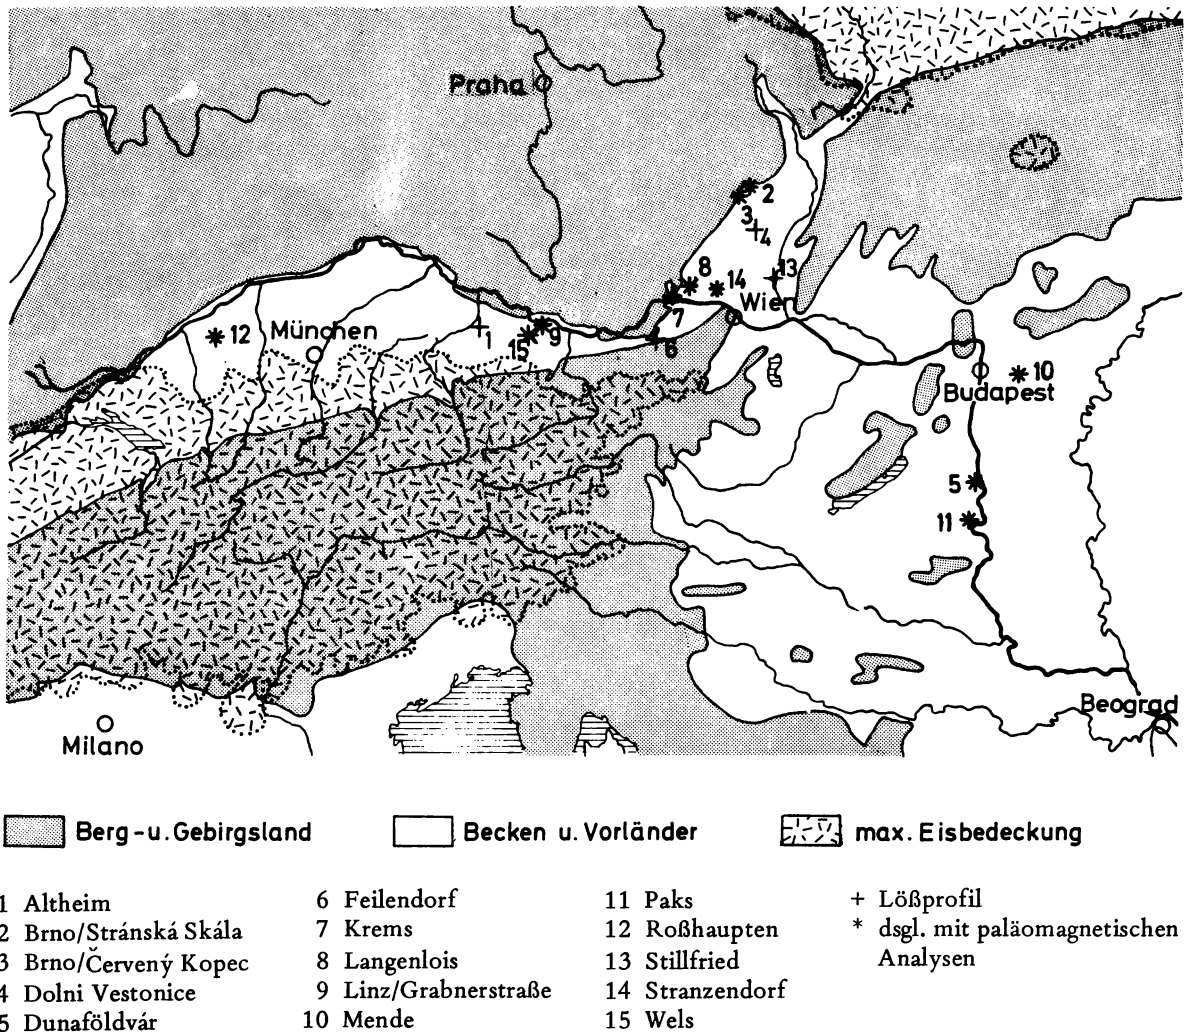 Praha
2
3
4
13
8
14
Wien
7
12
München
1
9
15
6
10
Budapest
5
11
Beograd
Milano
Berg-u. Gebirgsland
Becken u. Vorländer
max. Eisbedeckung
1 Altheim
2 Brno/Stránská Skála
3 Brno/Červený Kopec
4 Dolni Vestonice
5 Dunaföldvár
6 Feilendorf
7 Krems
8 Langenlois
9 Linz/Grabnerstraße
10 Mende
11 Paks
12 Roßhaupten
13 Stillfried
14 Stranzendorf
15 Wels
+ Lößprofil
* dsgl. mit paläomagnetischen
Analysen